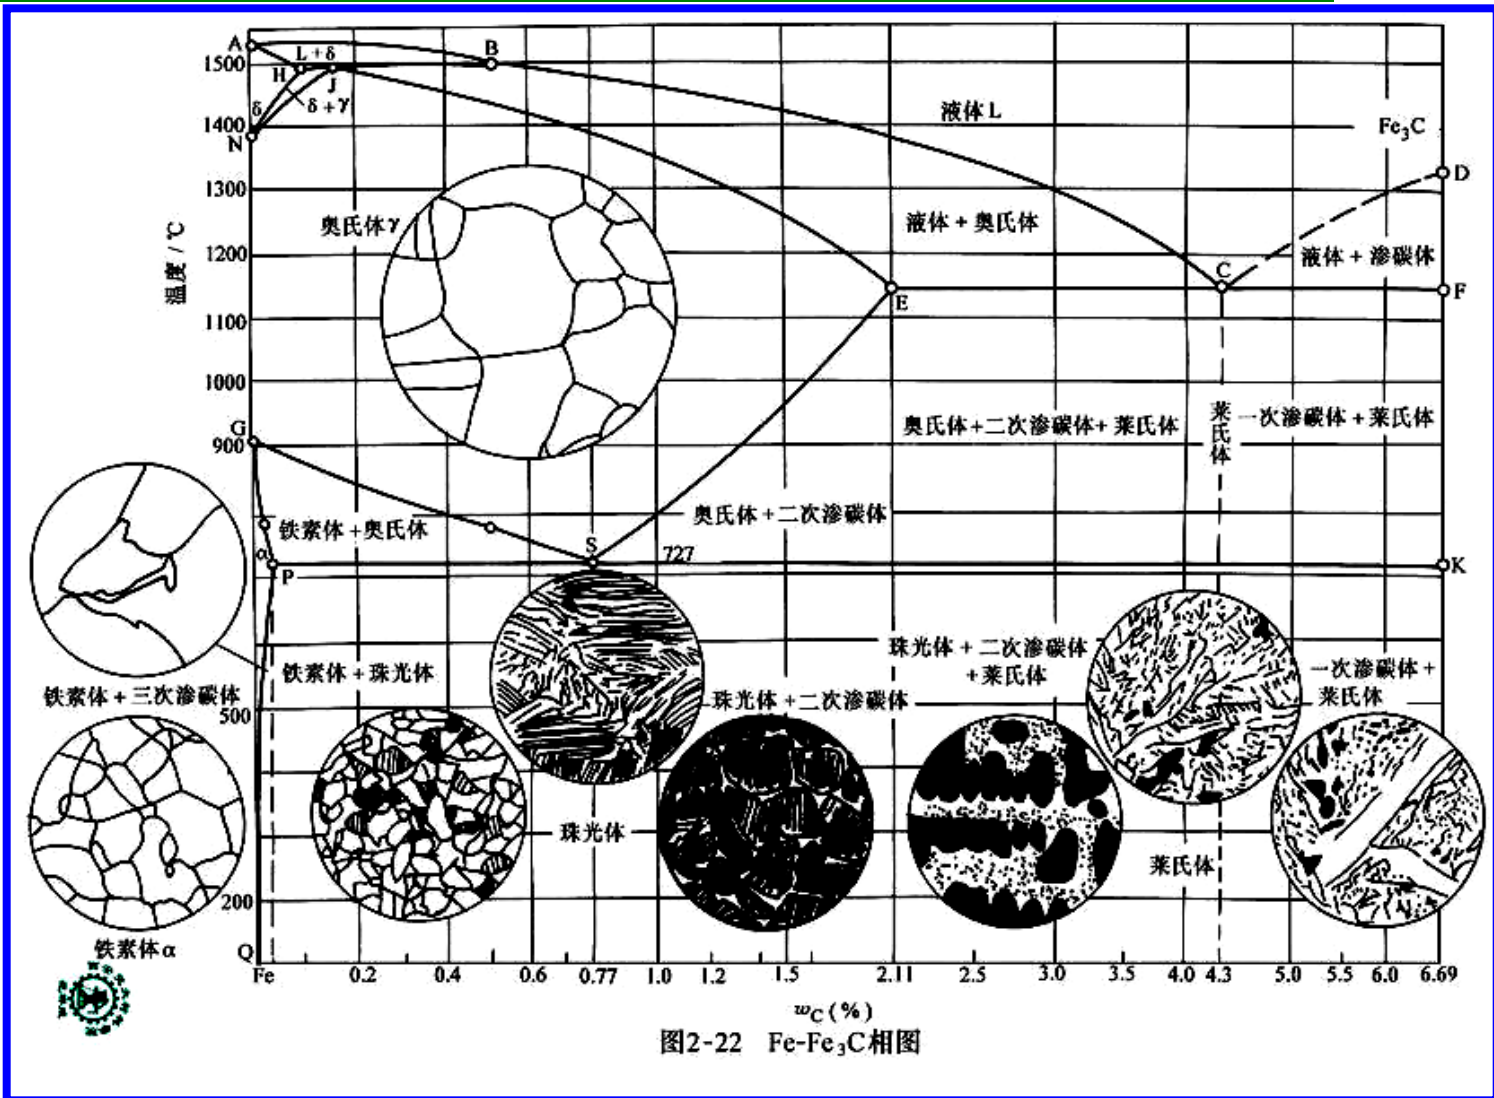 A
B
L+δ
1500
H
J
δ
δ+γ
液体 L
1400
N
Fe₃C
D
1300
奥氏体γ
液体 + 奥氏体
温度 / ℃
1200
C
液体 + 渗碳体
E
F
1100
1000
G
900
奥氏体+二次渗碳体+莱氏体
莱氏体
一次渗碳体+莱氏体
铁素体+奥氏体
奥氏体+二次渗碳体
α
S
727
P
K
铁素体+三次渗碳体
铁素体+珠光体
珠光体+二次渗碳体
珠光体+二次渗碳体
+莱氏体
一次渗碳体+
莱氏体
500
珠光体
莱氏体
200
铁素体α
Q
Fe 0.2 0.4 0.6 0.77 1.0 1.2 1.5 2.11 2.5 3.0 3.5 4.0 4.3 5.0 5.5 6.0 6.69
wC(%)
图2-22 Fe-Fe₃C相图